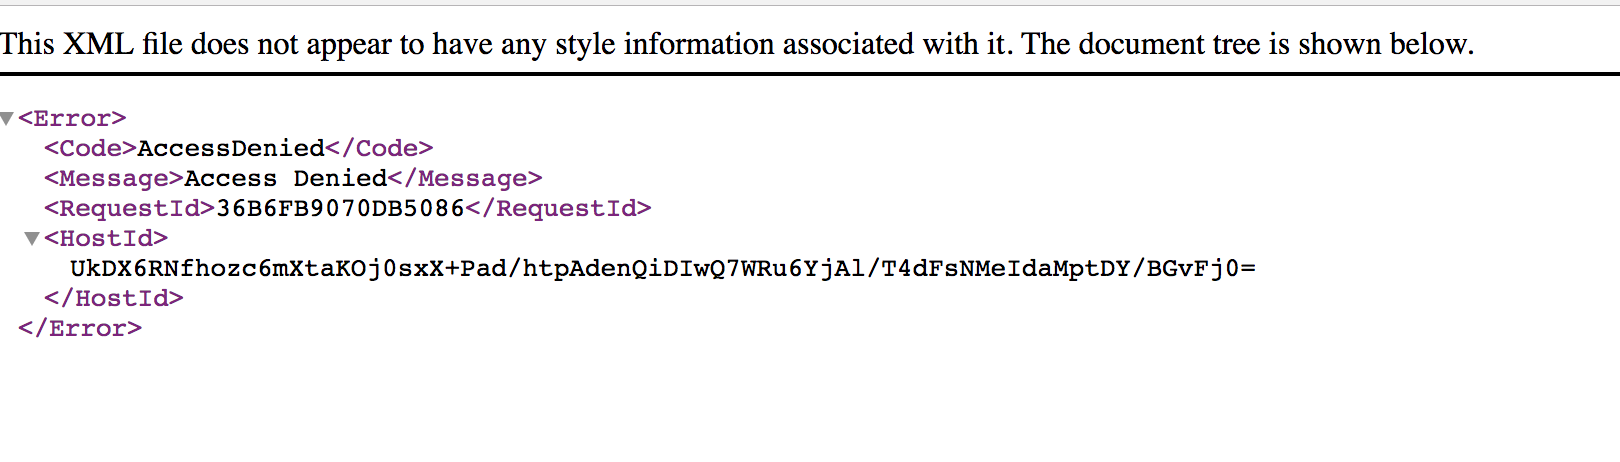 This XML file does not appear to have any style information associated with it. The document tree is shown below.
<Error>
<Code>AccessDenied</Code>
<Message>Access Denied</Message>
<RequestId>36B6FB9070DB5086</RequestId>
<HostId>
UkDX6RNfhozc6mXtaKOj0sxX+Pad/htpAdenQiDIwQ7WRu6YjAl/T4dFsNMeIdaMptDY/BGvFj0=
</HostId>
</Error>